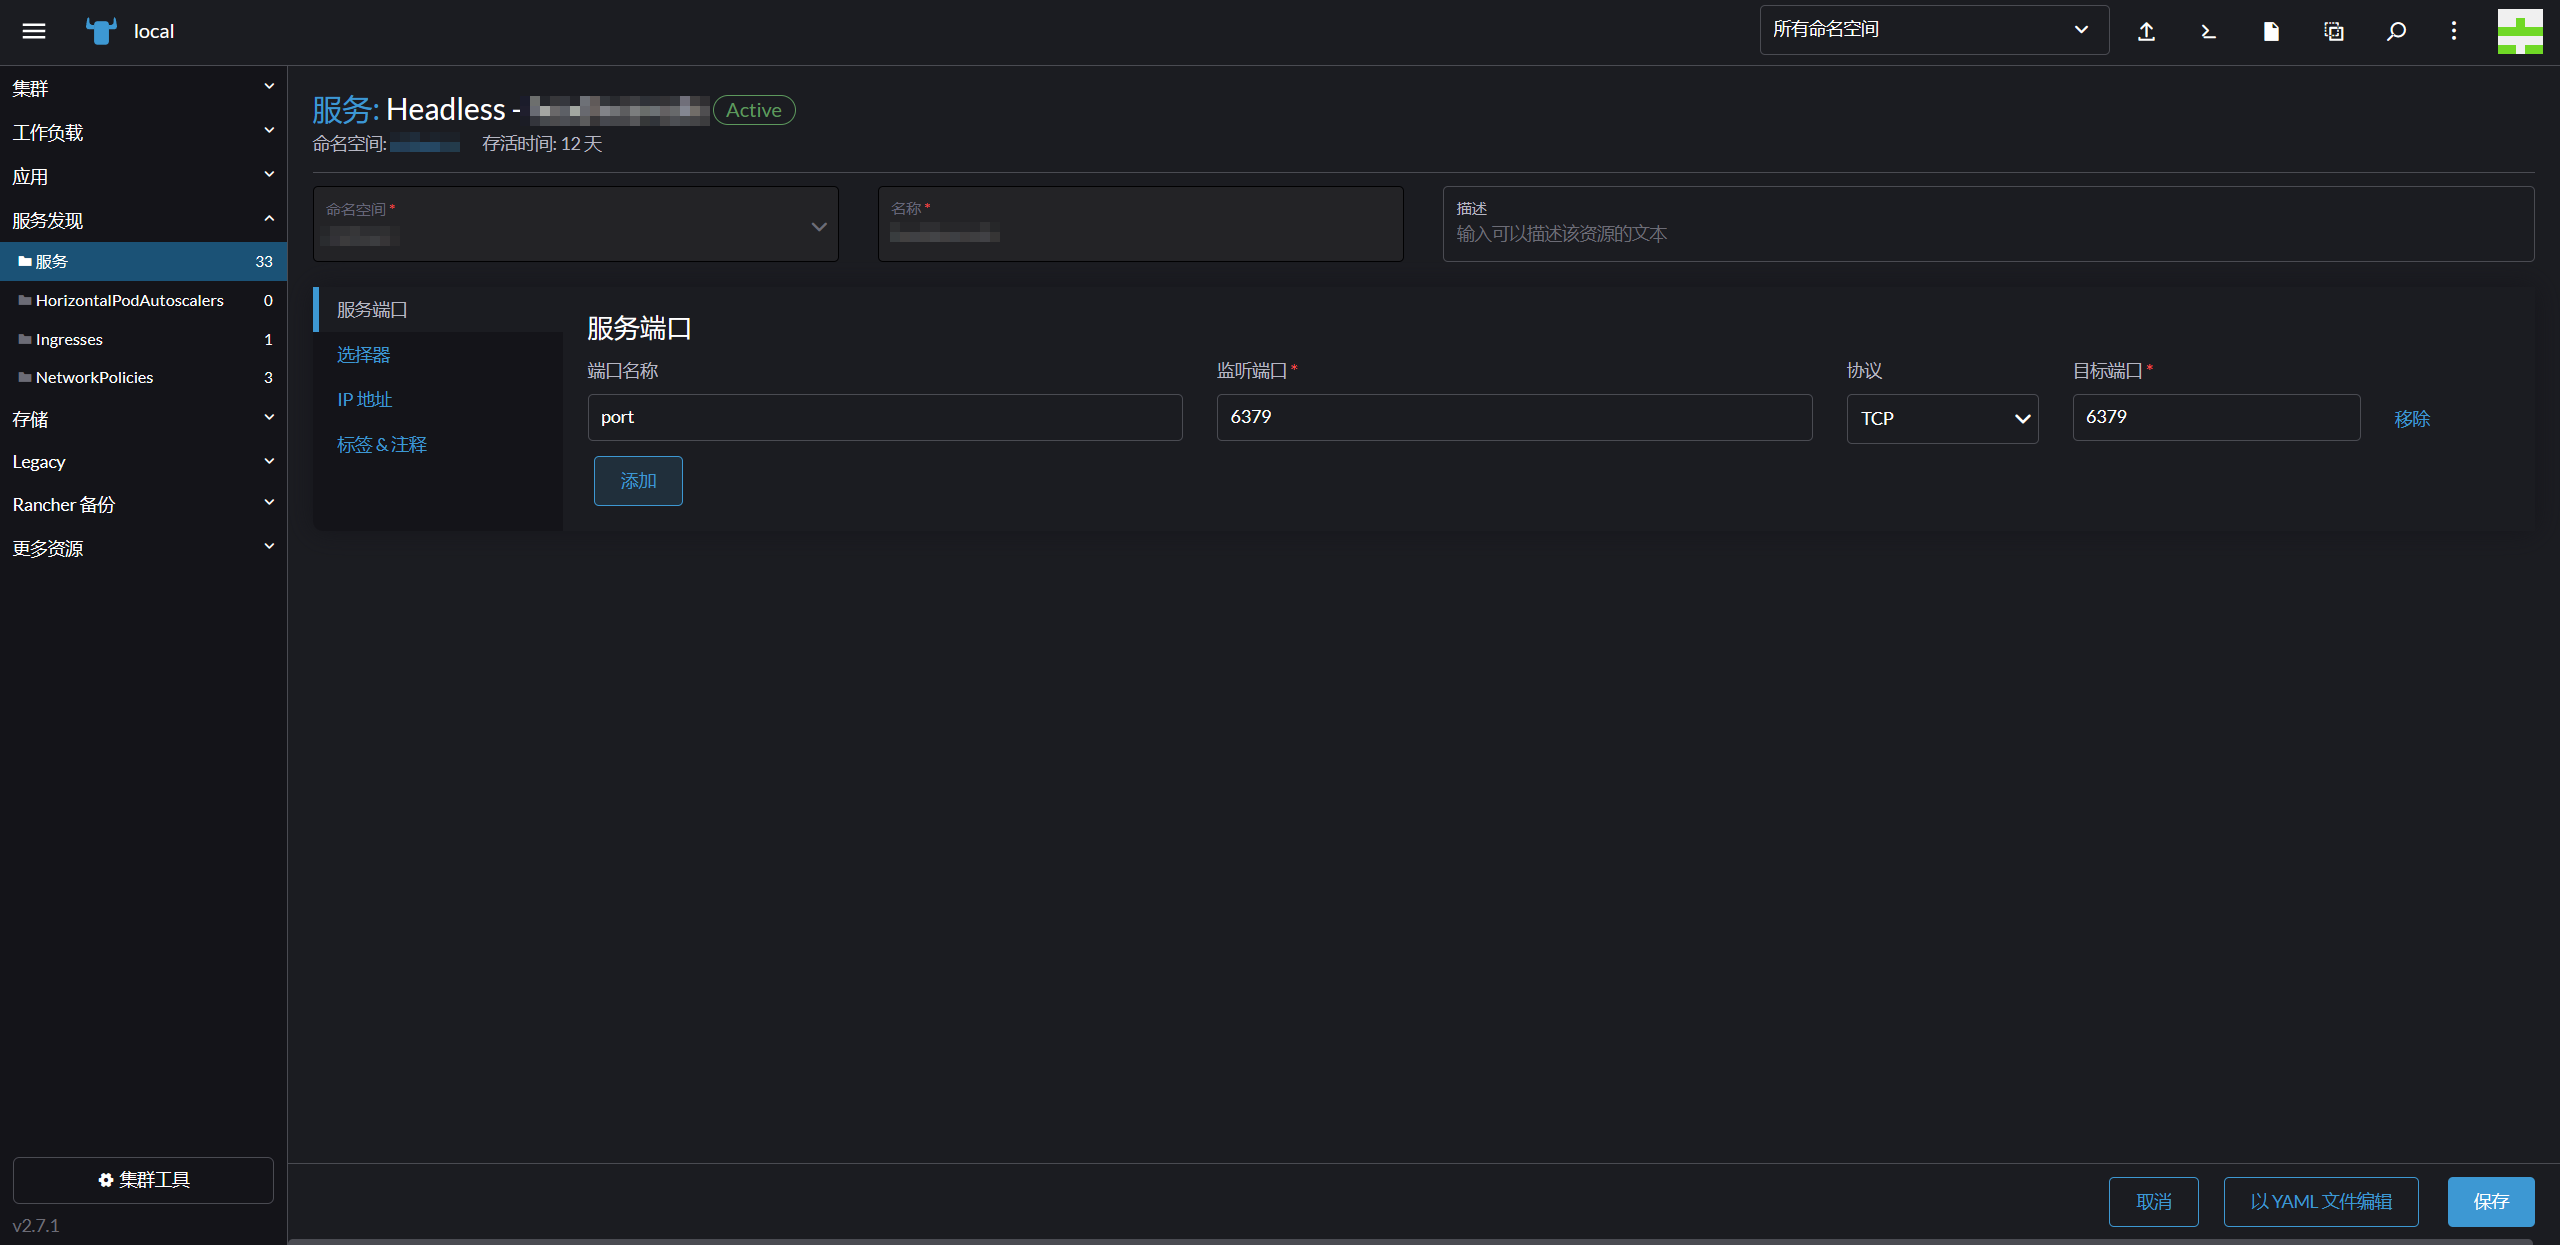 local
所有命名空间
集群
工作负载
应用
服务发现
服务 33
HorizontalPodAutoscalers 0
Ingresses 1
NetworkPolicies 3
存储
Legacy
Rancher 备份
更多资源
集群工具
v2.7.1
服务: Headless - Active
命名空间: 存活时间: 12 天
命名空间 *
名称 *
描述
输入可以描述该资源的文本
服务端口
选择器
IP 地址
标签 & 注释
服务端口
端口名称 监听端口 * 协议 目标端口 *
port 6379 TCP 6379 移除
添加
取消 以 YAML 文件编辑 保存